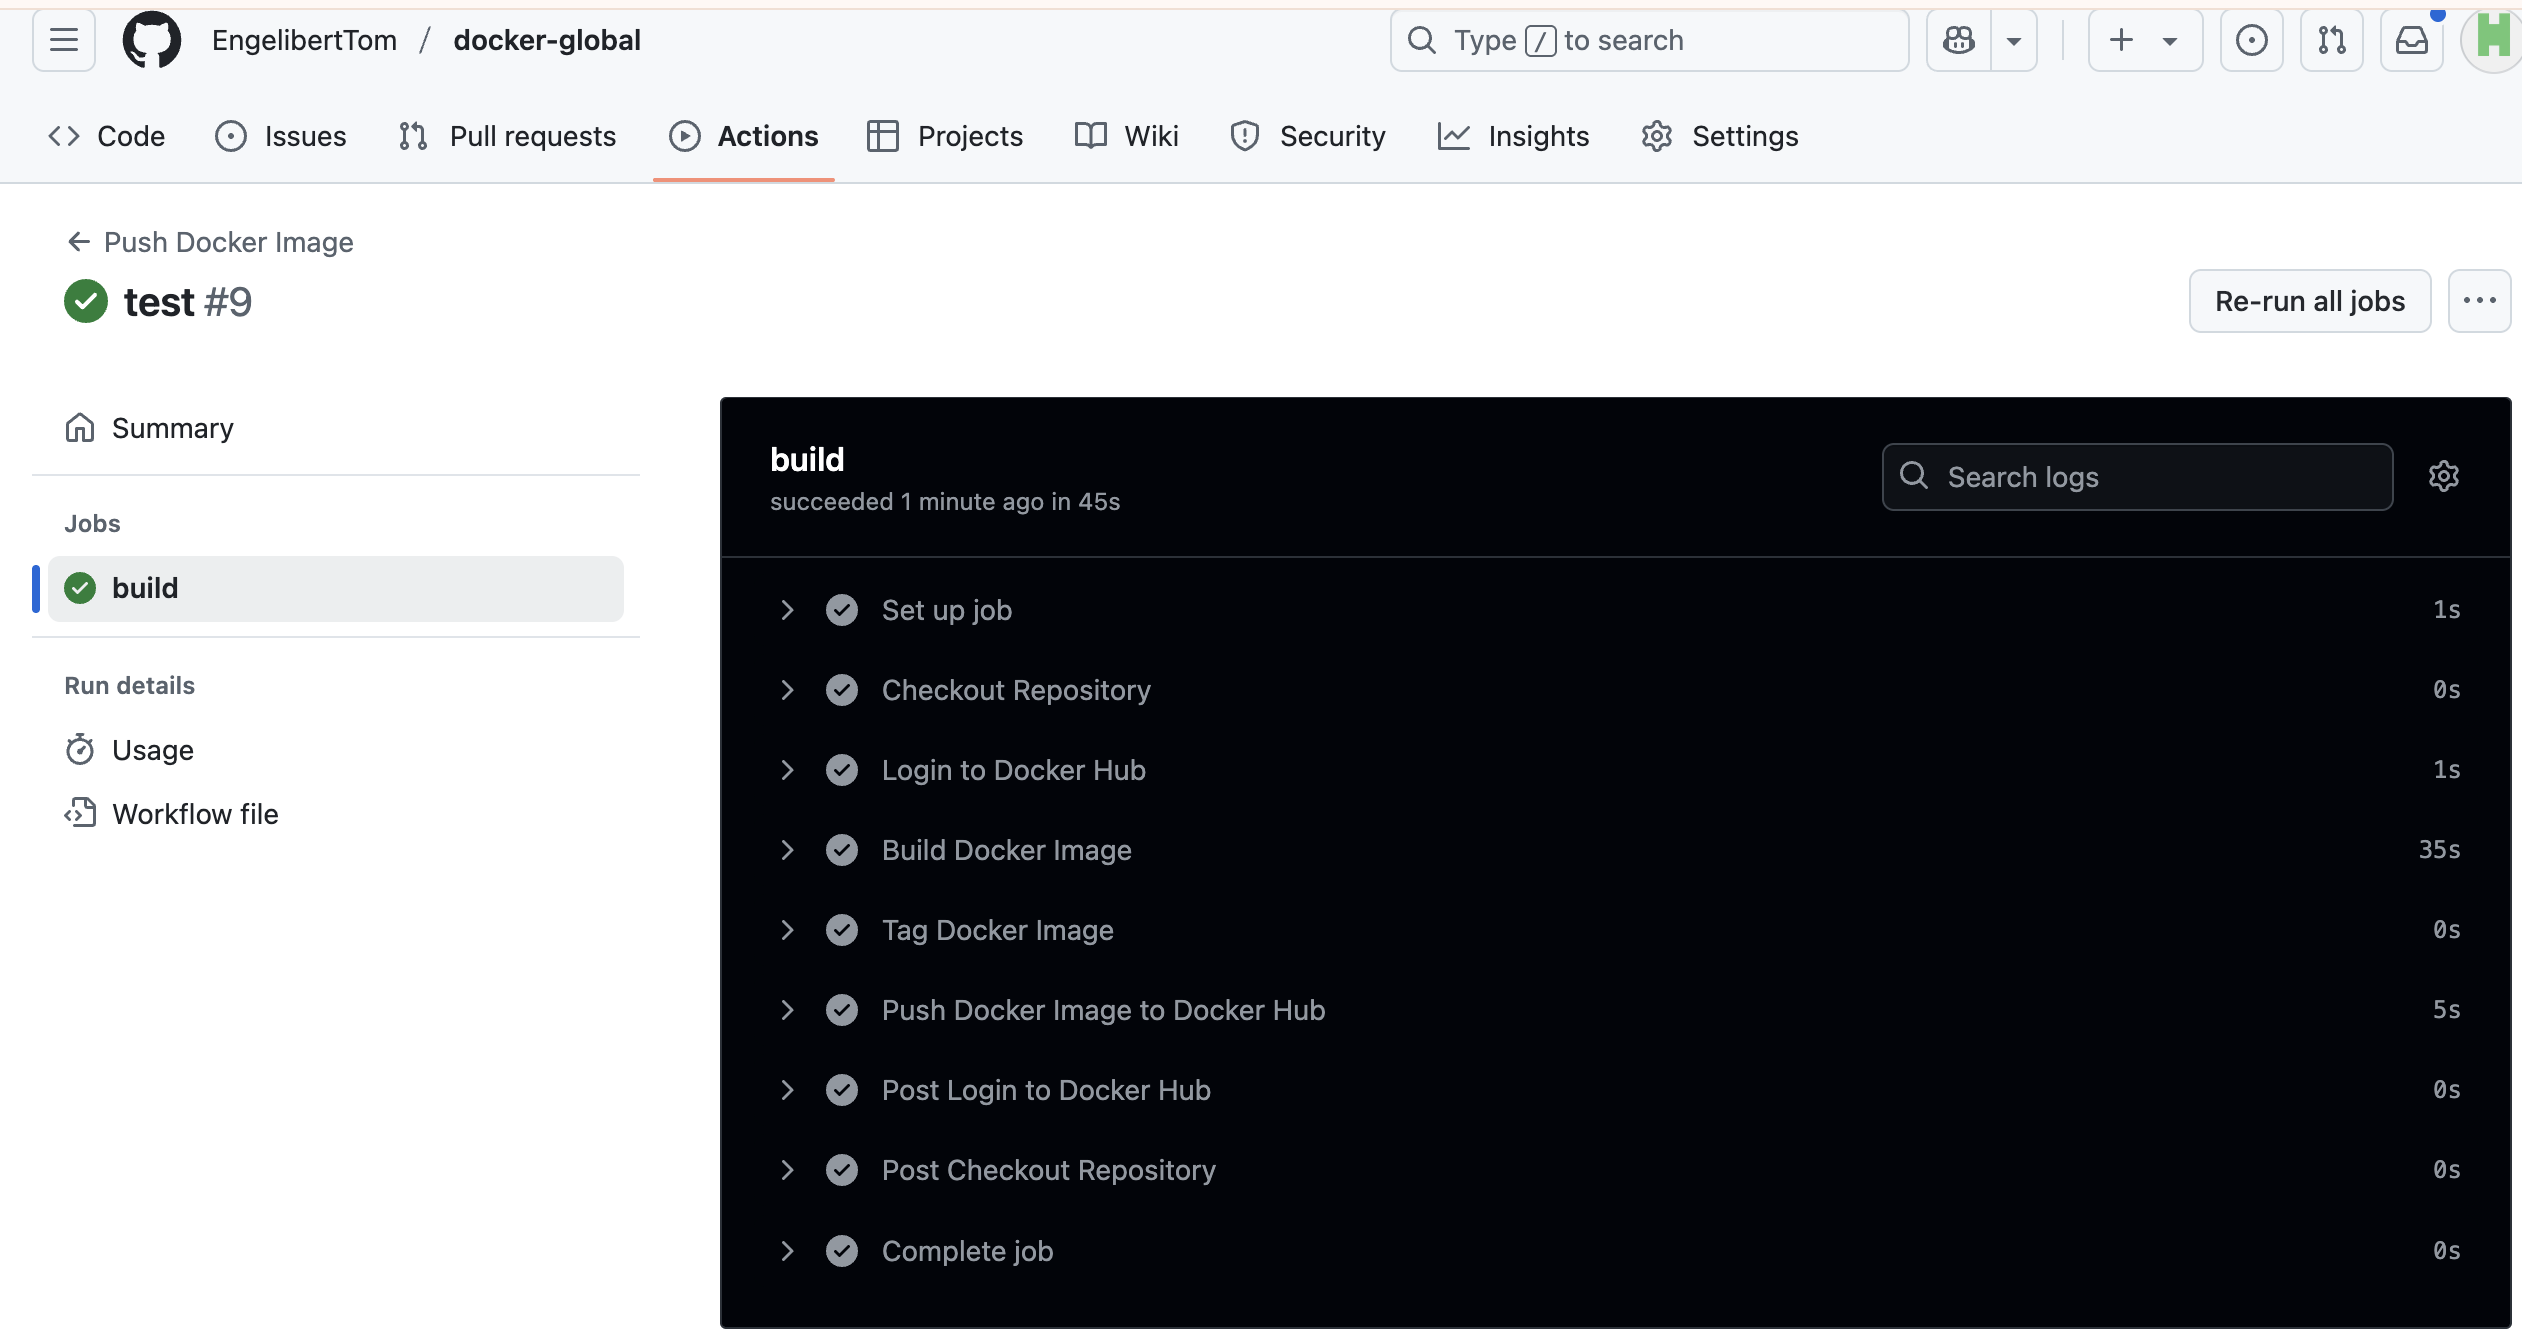 EngelibertTom / docker-global
Type / to search
Code Issues Pull requests Actions Projects Wiki Security Insights Settings
Push Docker Image
test #9
Re-run all jobs
Summary
Jobs
build
Run details
Usage
Workflow file
build
succeeded 1 minute ago in 45s
Search logs
Set up job 1s
Checkout Repository 0s
Login to Docker Hub 1s
Build Docker Image 35s
Tag Docker Image 0s
Push Docker Image to Docker Hub 5s
Post Login to Docker Hub 0s
Post Checkout Repository 0s
Complete job 0s